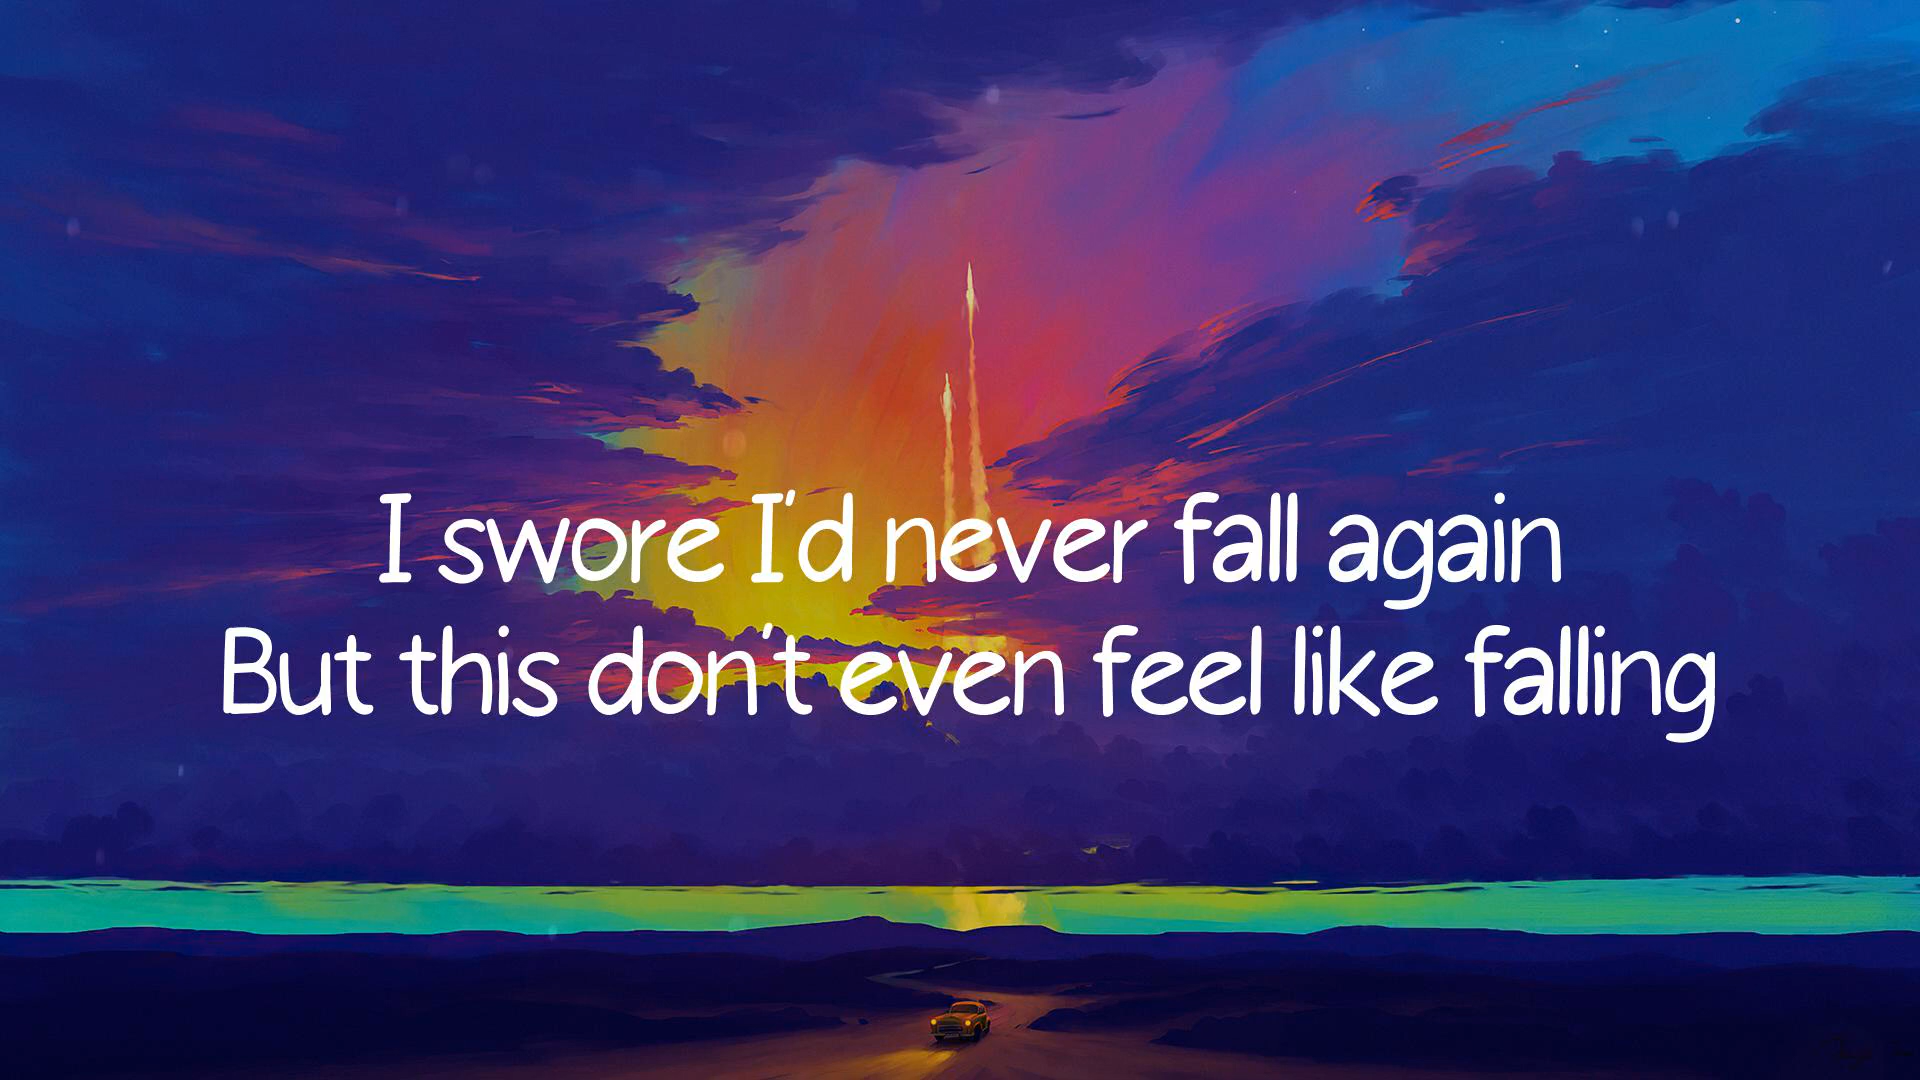 I swore I'd never fall again
But this don't even feel like falling